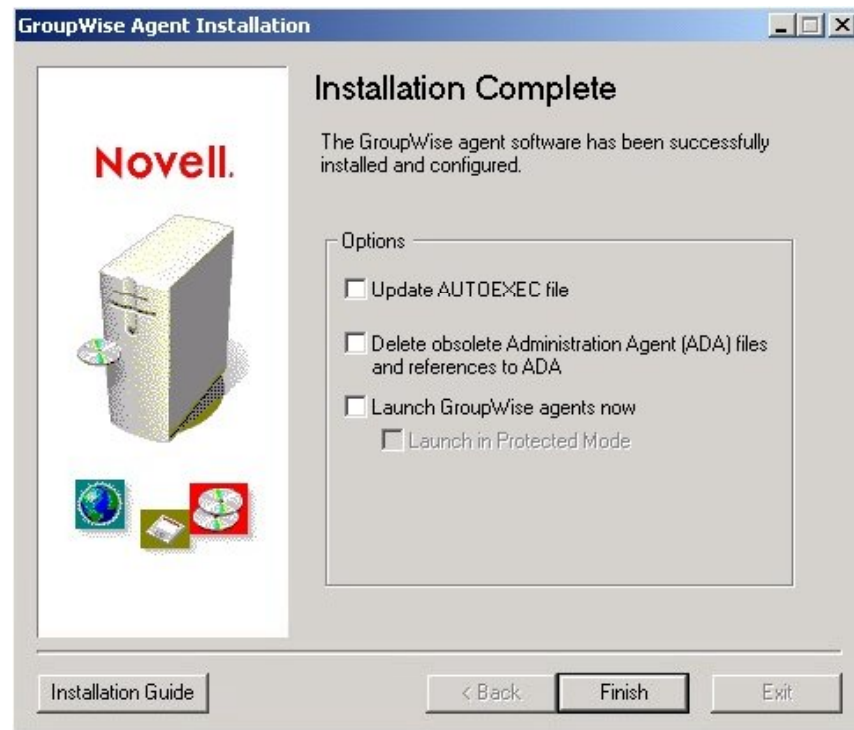 GroupWise Agent Installation
Novell.
Installation Complete
The GroupWise agent software has been successfully
installed and configured.
Options
Update AUTOEXEC file
Delete obsolete Administration Agent (ADA) files
and references to ADA
Launch GroupWise agents now
Launch in Protected Mode
Installation Guide
< Back
Finish
Exit